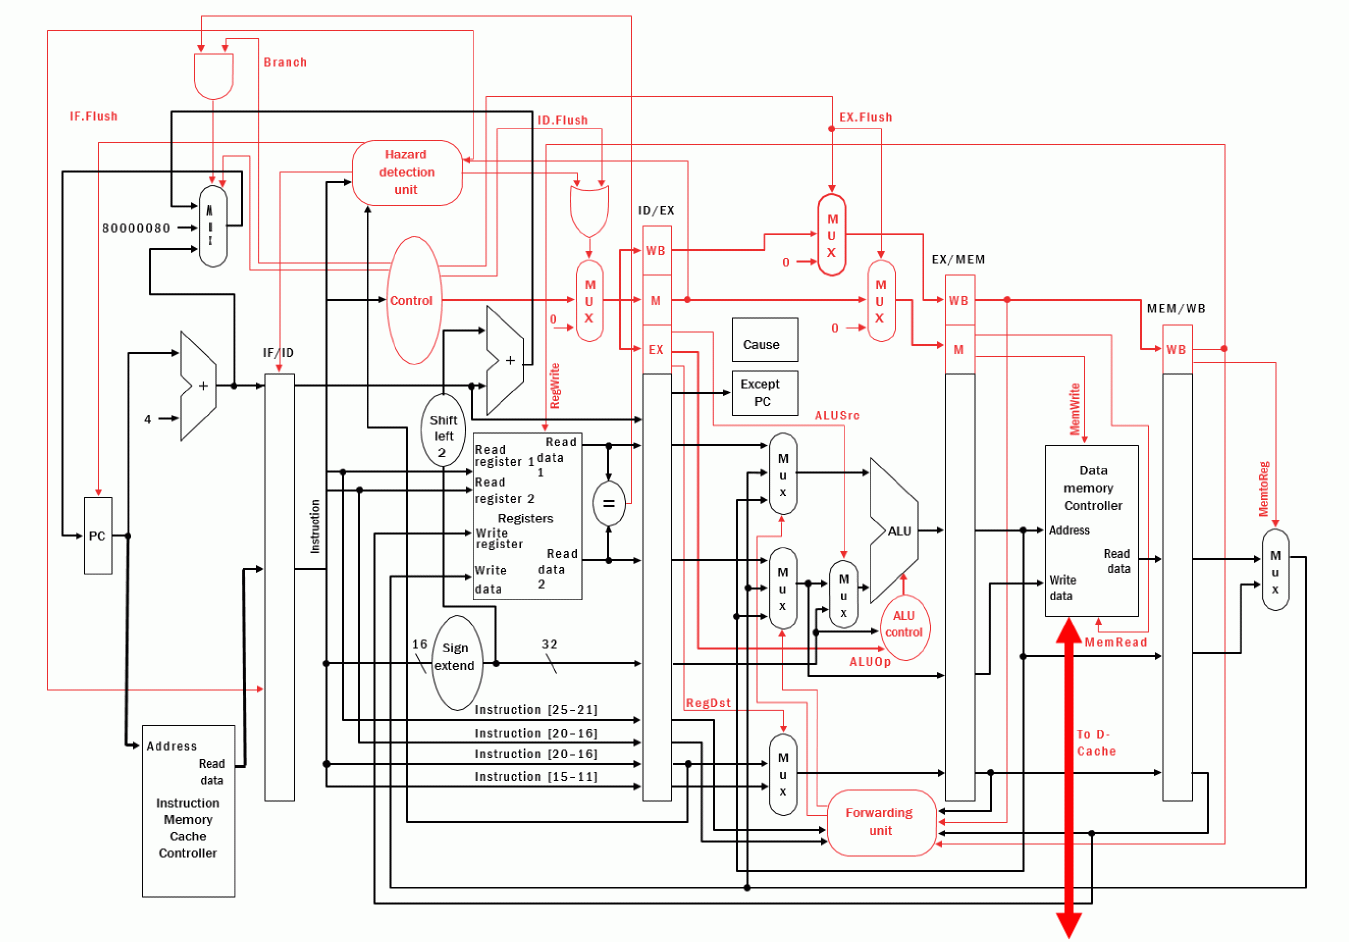 Branch
IF.Flush
ID.Flush
EX.Flush
Hazard
detection
unit
ID/EX
M
U
X
80000080
WB
0
EX/MEM
Control
M
U
X
0
M
M
U
X
0
WB
MEM/WB
IF/ID
+
+
EX
Cause
M
WB
4
Shift
left
2
RegWrite
Except
PC
ALUSrc
MemWrite
Read
register 1
Read
data
1
Read
register 2
Registers
Write
register
Write
data
Read
data
2
=
M
u
x
Data
memory
Controller
Address
Read
data
Write
data
MemtoReg
PC
Instruction
ALU
M
u
x
M
u
x
M
u
x
ALU
control
MemRead
16
Sign
extend
32
ALUOp
RegDst
Instruction [25-21]
Instruction [20-16]
Instruction [20-16]
Instruction [15-11]
To D-
Cache
Address
Read
data
Instruction
Memory
Cache
Controller
M
u
x
Forwarding
unit